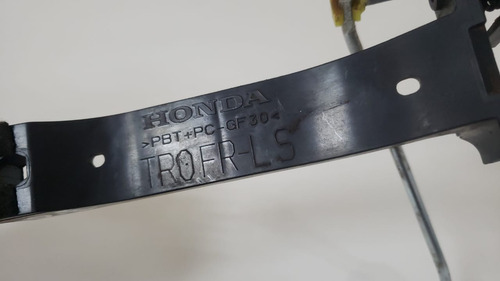 HONDA
>PBT+PC-GF30<
TR0FR-LS